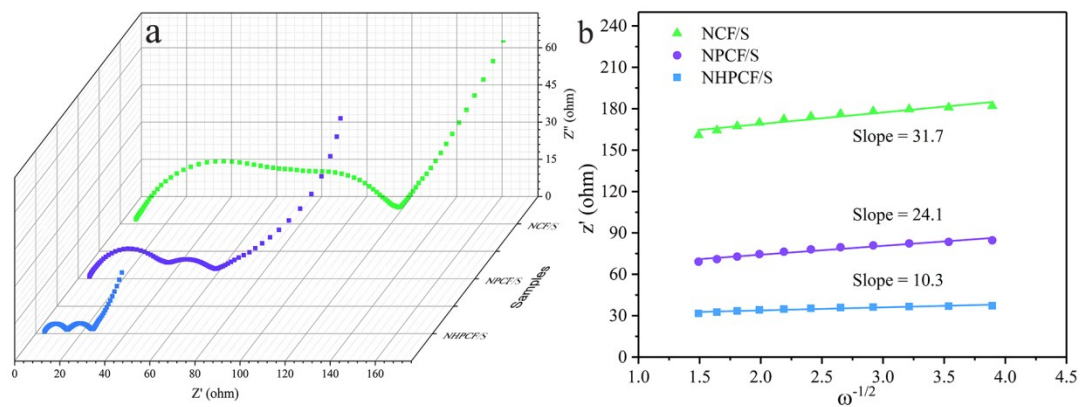 a
60
45
30
15
0
Z'' (ohm)
NCF/S
NPCF/S
NHPCF/S
Samples
0 20 40 60 80 100 120 140 160
Z' (ohm)
b
NCF/S
NPCF/S
NHPCF/S
240
210
180
150
120
90
60
30
0
z' (ohm)
Slope = 31.7
Slope = 24.1
Slope = 10.3
1.0 1.5 2.0 2.5 3.0 3.5 4.0 4.5
ω-1/2